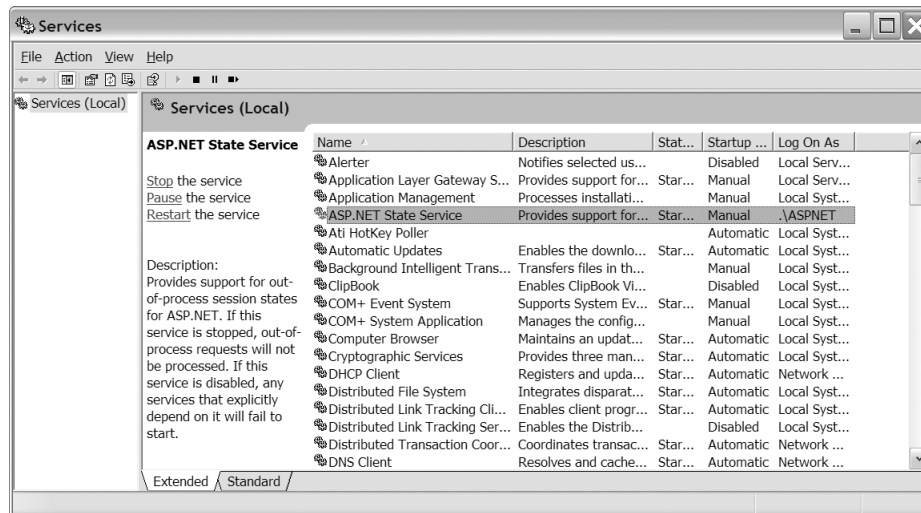 Services
File Action View Help
Services (Local)
Services (Local)
ASP.NET State Service
Stop the service
Pause the service
Restart the service
Description:
Provides support for out-
of-process session states
for ASP.NET. If this
service is stopped, out-of-
process requests will not
be processed. If this
service is disabled, any
services that explicitly
depend on it will fail to
start.
Name Description Stat... Startup ... Log On As
Alerter Notifies selected us... Disabled Local Serv...
Application Layer Gateway S... Provides support for... Star... Manual Local Serv...
Application Management Processes installati... Manual Local Syst...
ASP.NET State Service Provides support for... Star... Manual .\ASPNET
Ati HotKey Poller Automatic Local Syst...
Automatic Updates Enables the downlo... Star... Automatic Local Syst...
Background Intelligent Trans... Transfers files in th... Manual Local Syst...
ClipBook Enables ClipBook Vi... Disabled Local Syst...
COM+ Event System Supports System Ev... Star... Manual Local Syst...
COM+ System Application Manages the config... Manual Local Syst...
Computer Browser Maintains an updat... Star... Automatic Local Syst...
Cryptographic Services Provides three man... Star... Automatic Local Syst...
DHCP Client Registers and upda... Star... Automatic Network ...
Distributed File System Integrates disparat... Star... Automatic Local Syst...
Distributed Link Tracking Cli... Enables client progr... Star... Automatic Local Syst...
Distributed Link Tracking Ser... Enables the Distrib... Disabled Local Syst...
Distributed Transaction Coor... Coordinates transac... Star... Automatic Network ...
DNS Client Resolves and cache... Star... Automatic Network ...
Extended Standard